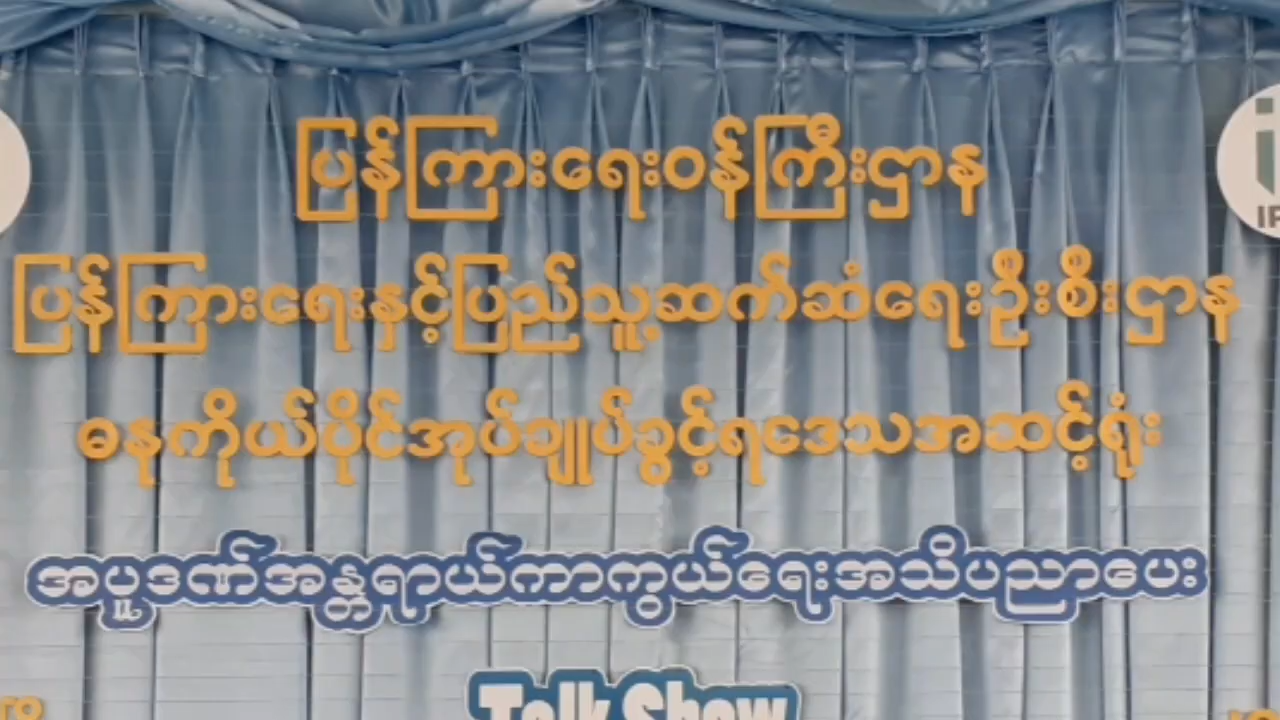 ပြန်ကြားရေးဝန်ကြီးဌာန
ပြန်ကြားရေးနှင့်ပြည်သူ့ဆက်ဆံရေးဦးစီးဌာန
ဓနုကိုယ်ပိုင်အုပ်ချုပ်ခွင့်ရဒေသအဆင့်ရုံး
အပူဒဏ်အန္တရာယ်ကာကွယ်ရေးအသိပညာပေး
Talk Show